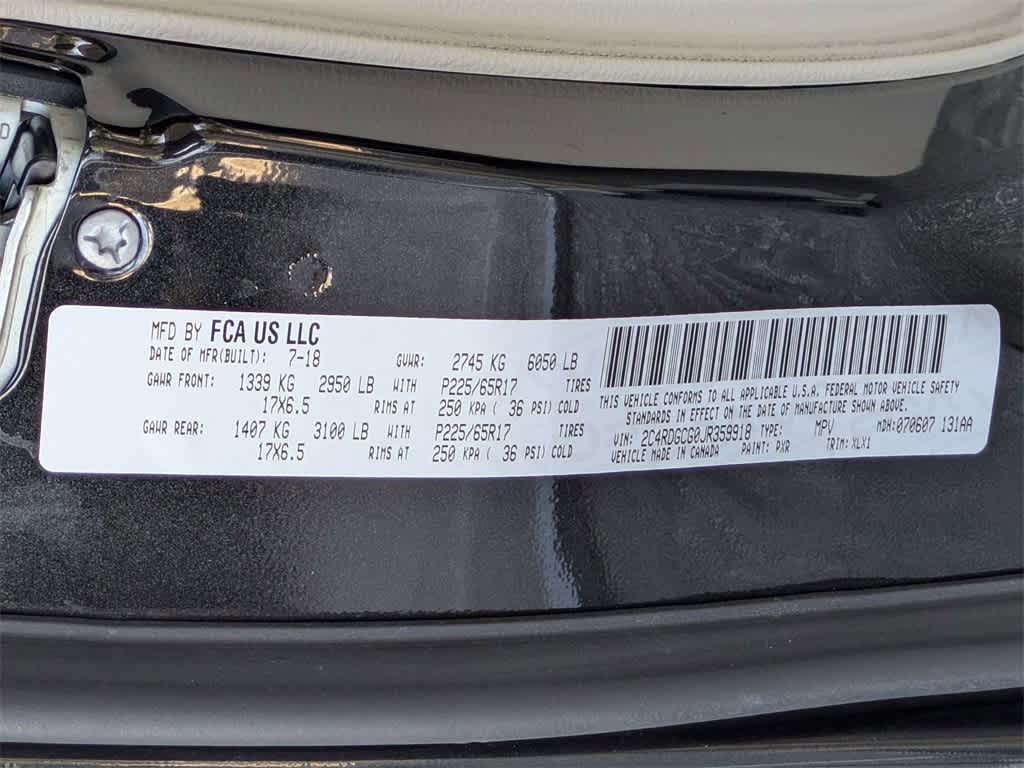 MFD BY FCA US LLC
DATE OF MFR(BUILT): 7-18 GVWR: 2745 KG 6050 LB
GAWR FRONT: 1339 KG 2950 LB WITH P225/65R17 TIRES
17X6.5 RIMS AT 250 KPA ( 36 PSI) COLD
GAWR REAR: 1407 KG 3100 LB WITH P225/65R17 TIRES
17X6.5 RIMS AT 250 KPA ( 36 PSI) COLD
THIS VEHICLE CONFORMS TO ALL APPLICABLE U.S.A. FEDERAL MOTOR VEHICLE SAFETY
STANDARDS IN EFFECT ON THE DATE OF MANUFACTURE SHOWN ABOVE.
VIN: 2C4RDGCG0JR359918 TYPE: MPV MDH:070607 131AA
VEHICLE MADE IN CANADA PAINT: PXR TRIM: XLX1